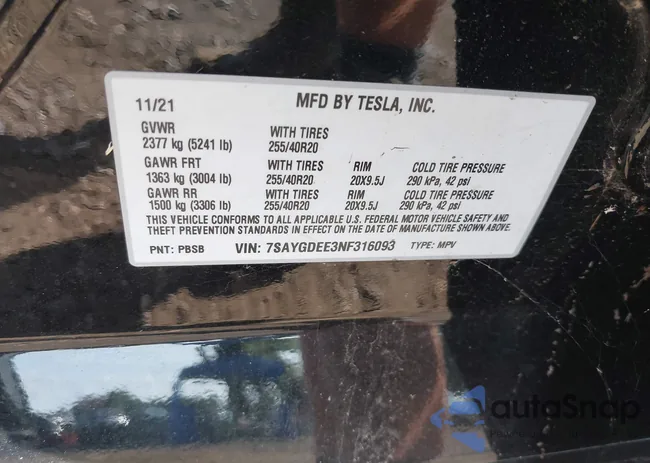 11/21 MFD BY TESLA, INC.
GVWR WITH TIRES
2377 kg (5241 lb) 255/40R20
GAWR FRT WITH TIRES RIM COLD TIRE PRESSURE
1363 kg (3004 lb) 255/40R20 20X9.5J 290 kPa, 42 psi
GAWR RR WITH TIRES RIM COLD TIRE PRESSURE
1500 kg (3306 lb) 255/40R20 20X9.5J 290 kPa, 42 psi
THIS VEHICLE CONFORMS TO ALL APPLICABLE U.S. FEDERAL MOTOR VEHICLE SAFETY AND
THEFT PREVENTION STANDARDS IN EFFECT ON THE DATE OF MANUFACTURE SHOWN ABOVE.
PNT: PBSB VIN: 7SAYGDEE3NF316093 TYPE: MPV
autoSnap